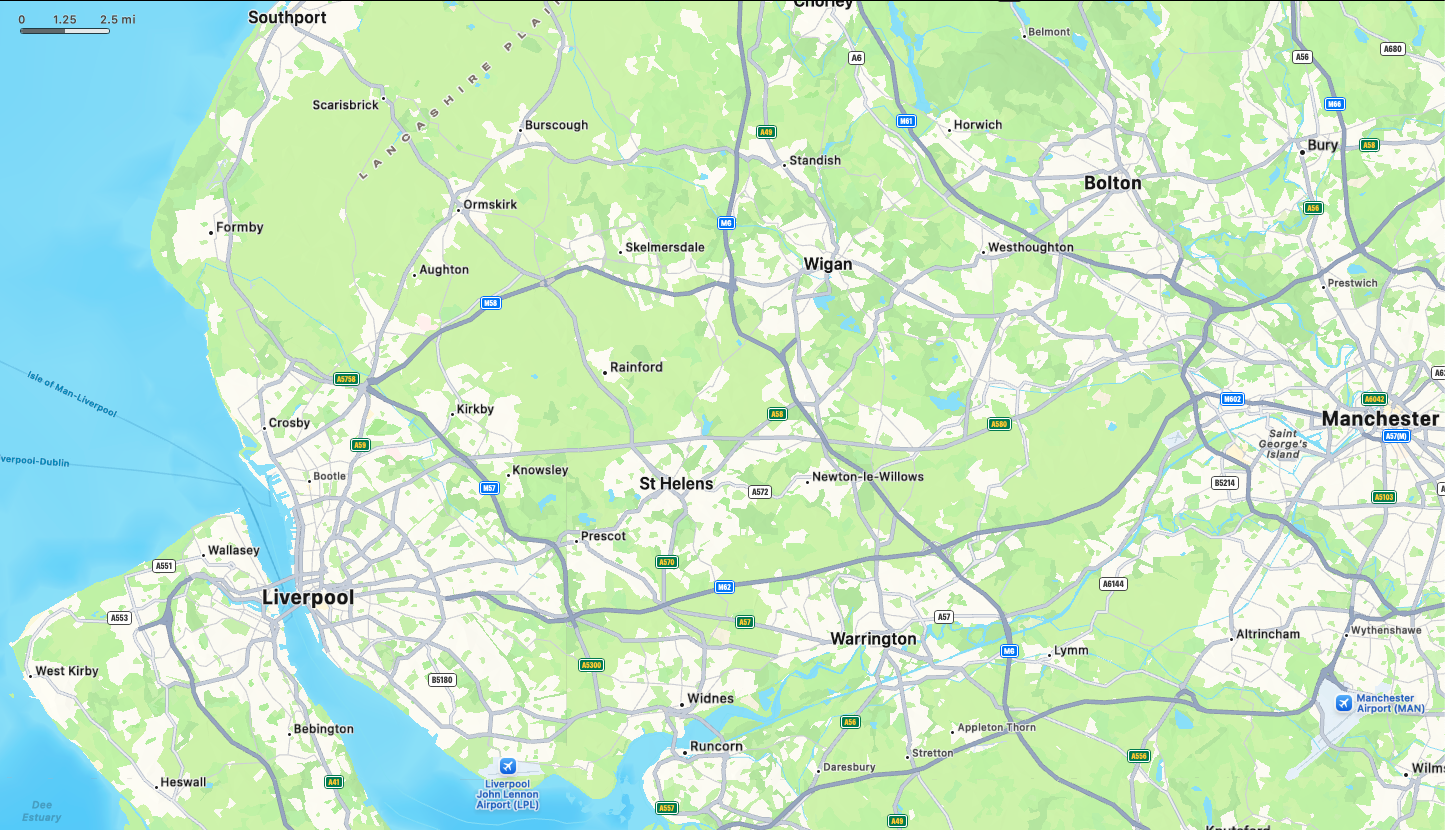 0 1.25 2.5 mi
Southport
Chorley
Belmont
A6
A56
A680
LANCASHIRE PLAI
Scarisbrick
M66
Burscough
A49
M61
Horwich
Bury
A58
Standish
Bolton
Ormskirk
A56
Formby
M6
Skelmersdale
Westhoughton
Wigan
Aughton
Prestwich
M58
Isle of Man-Liverpool
Rainford
A5758
M602
A6042
Kirkby
A58
Crosby
A580
Manchester
A57(M)
A59
Saint
George's
Island
verpool-Dublin
Bootle
Knowsley
St Helens
Newton-le-Willows
M57
A572
B5214
A5103
Prescot
Wallasey
A551
A570
M62
A6144
Liverpool
A553
A57
A57
Warrington
Altrincham
Wythenshawe
M6
Lymm
West Kirby
A5300
B5180
Widnes
Manchester
Airport (MAN)
Bebington
A56
Appleton Thorn
Runcorn
Stretton
A556
Liverpool
John Lennon
Airport (LPL)
Daresbury
Heswall
A41
Wilms
Dee
Estuary
A557
A49
Knutsford